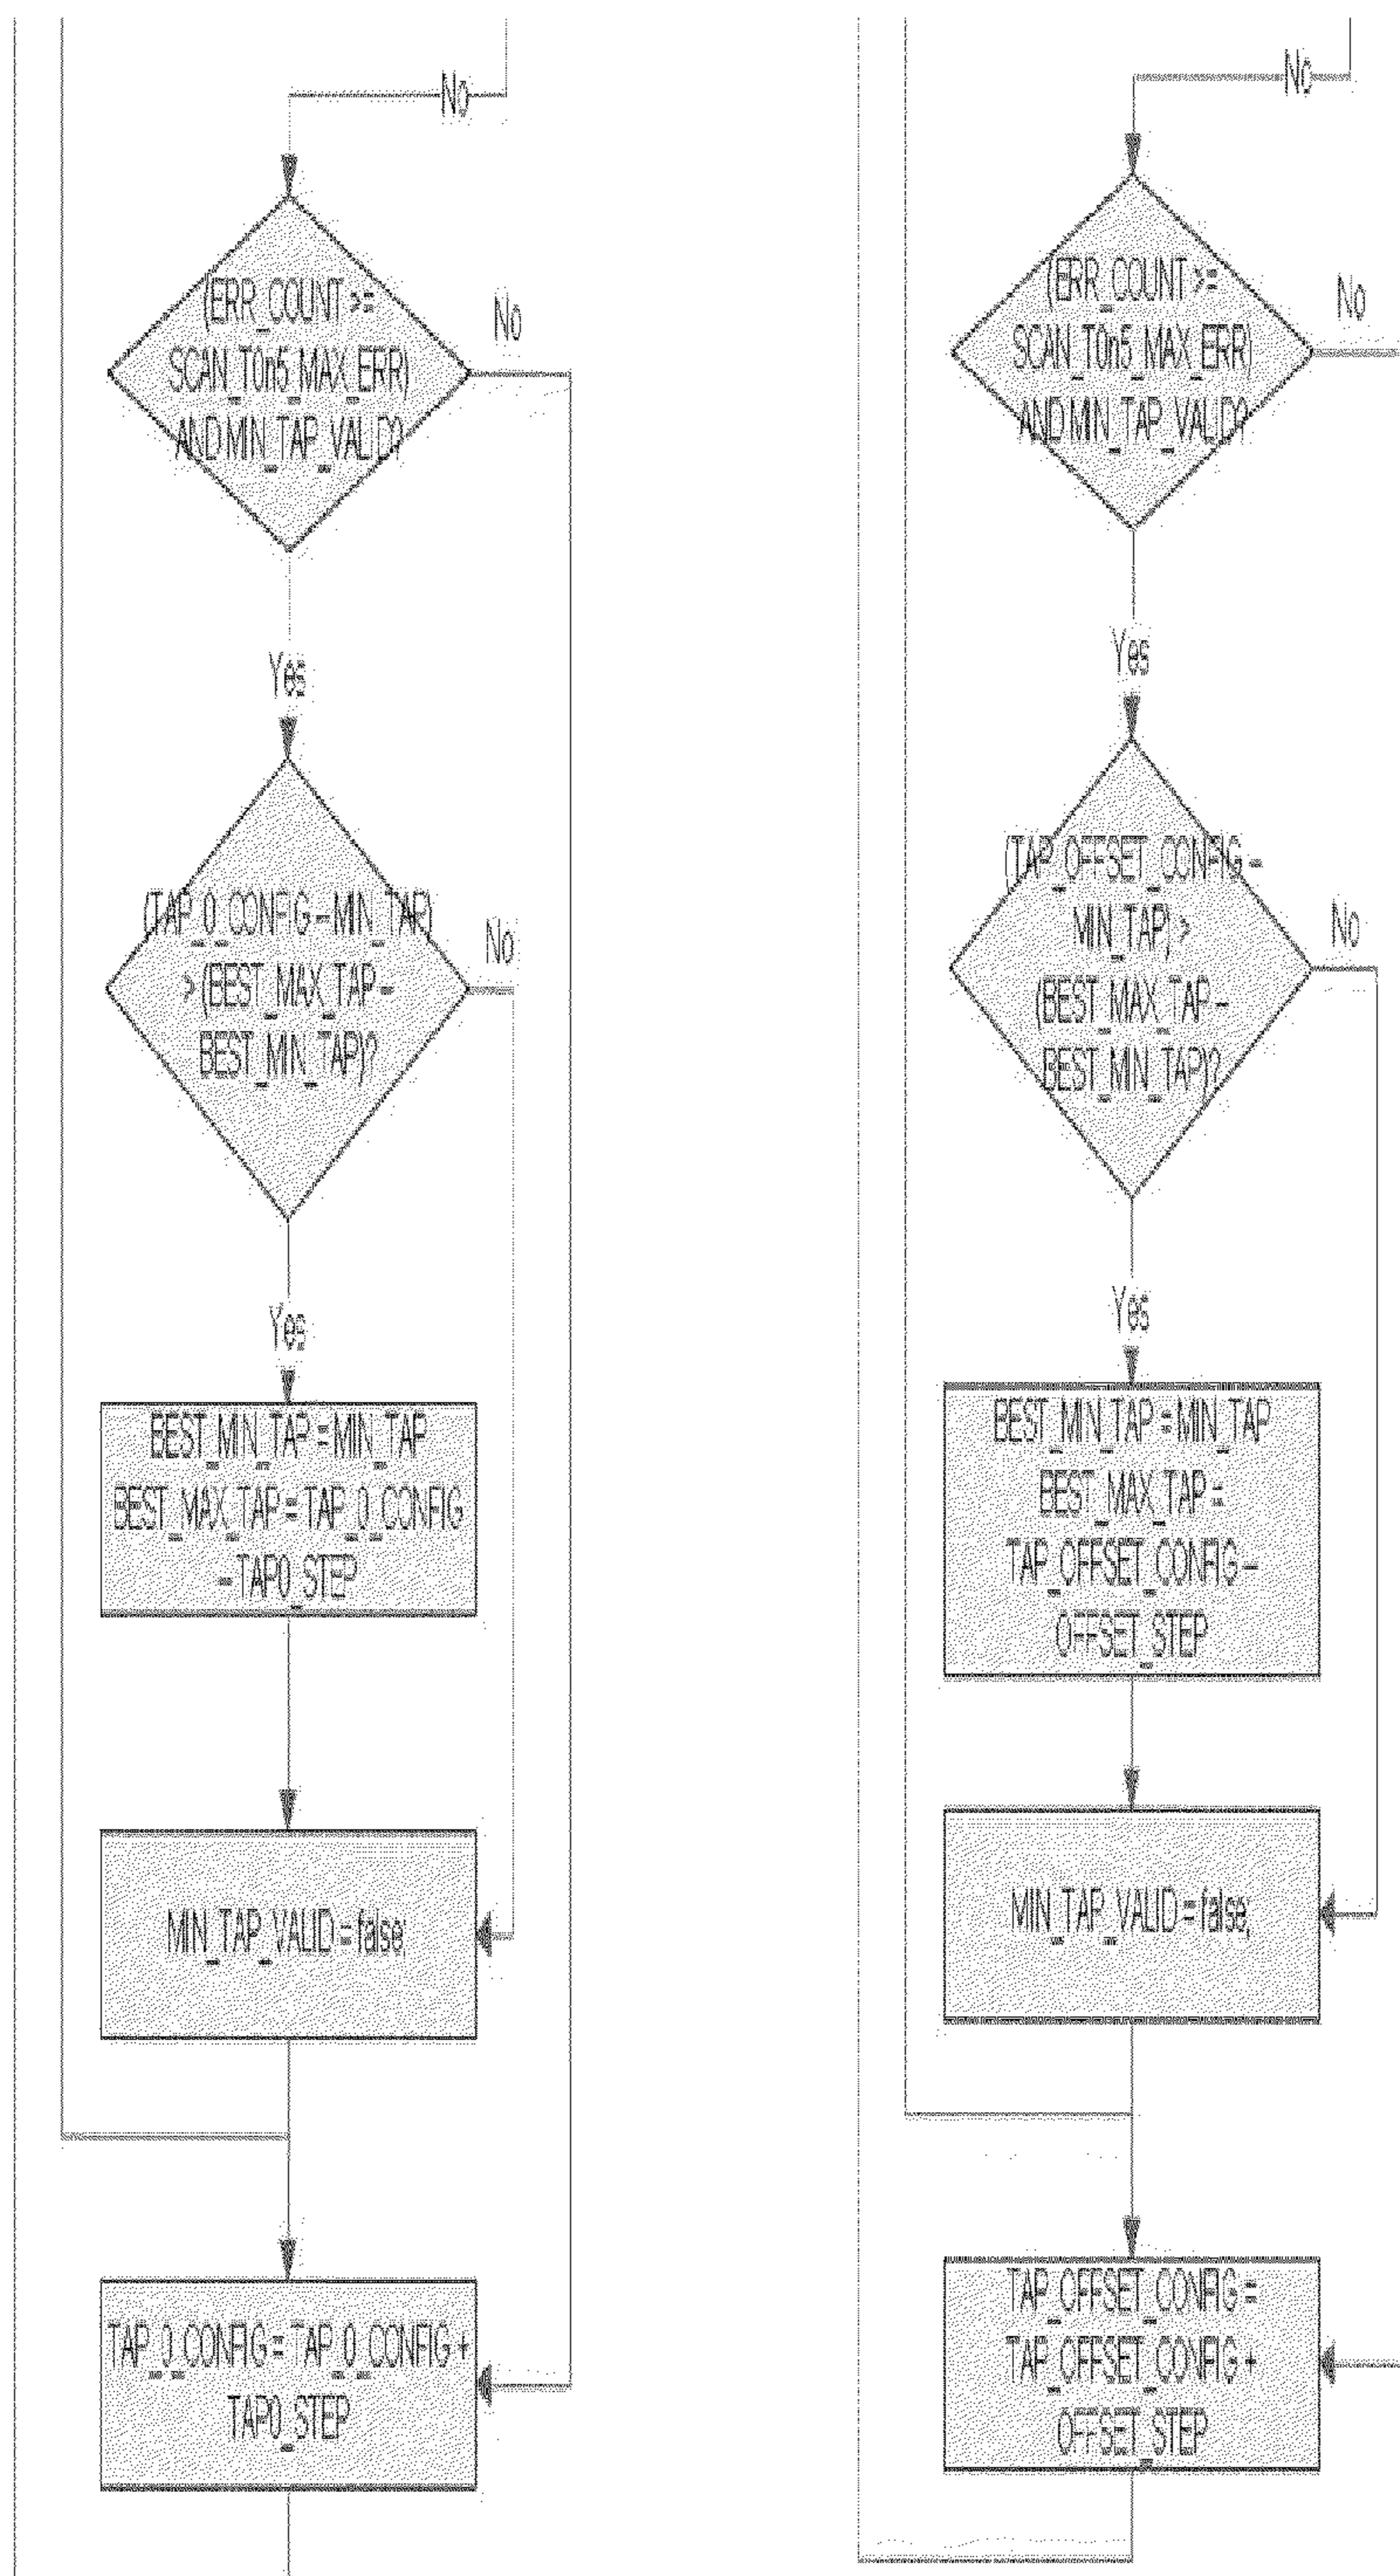 No
(ERR_COUNT >=
SCAN_T0n5_MAX_ERR)
AND MIN_TAP_VALID?
No
Yes
(TAP_0_CONFIG – MIN_TAP)
> (BEST_MAX_TAP –
BEST_MIN_TAP)?
No
Yes
BEST_MIN_TAP = MIN_TAP
BEST_MAX_TAP = TAP_0_CONFIG
– TAP0_STEP
MIN_TAP_VALID = false;
TAP_0_CONFIG = TAP_0_CONFIG +
TAP0_STEP
No
(ERR_COUNT >=
SCAN_T0n5_MAX_ERR)
AND MIN_TAP_VALID?
No
Yes
(TAP_OFFSET_CONFIG –
MIN_TAP) >
(BEST_MAX_TAP –
BEST_MIN_TAP)?
No
Yes
BEST_MIN_TAP = MIN_TAP
BEST_MAX_TAP =
TAP_OFFSET_CONFIG –
OFFSET_STEP
MIN_TAP_VALID = false;
TAP_OFFSET_CONFIG =
TAP_OFFSET_CONFIG +
OFFSET_STEP